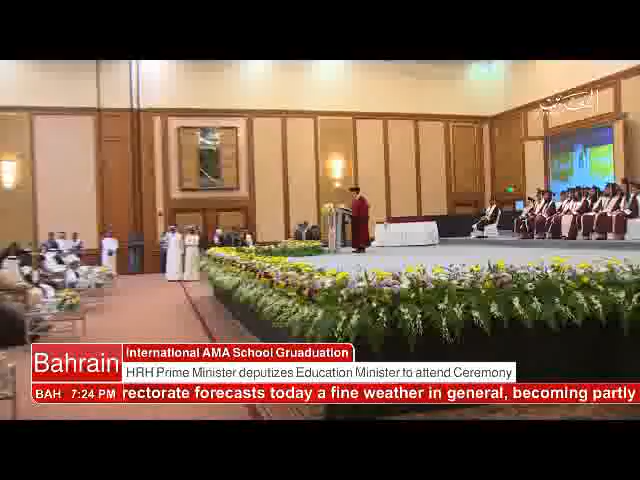 البحرين
International AMA School Gruaduation
Bahrain
HRH Prime Minister deputizes Education Minister to attend Ceremony
BAH 7:24 PM rectorate forecasts today a fine weather in general, becoming partly